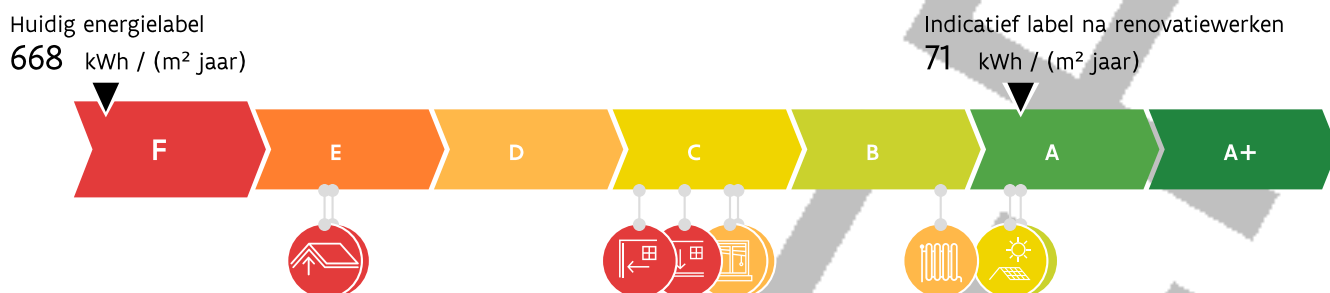 Huidig energielabel
668 kWh / (m² jaar)
Indicatief label na renovatiewerken
71 kWh / (m² jaar)
F E D C B A A+